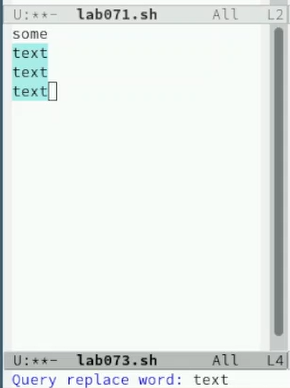 U:**- lab071.sh All L2
some
text
text
text
U:**- lab073.sh All L4
Query replace word: text